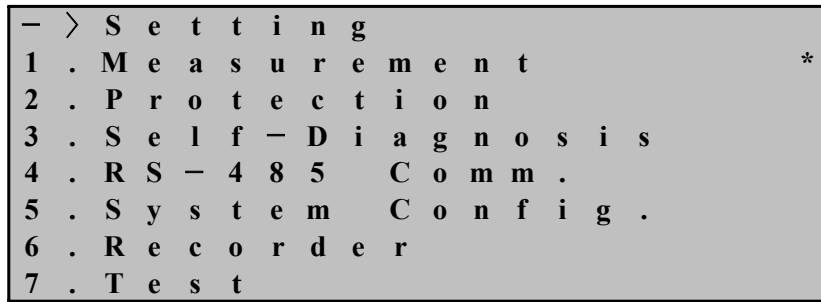 -> Setting
1.Measurement *
2.Protection
3.Self-Diagnosis
4.RS-485 Comm.
5.System Config.
6.Recorder
7.Test